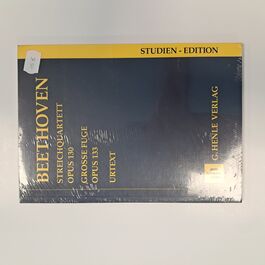 STUDIEN - EDITION
BEETHOVEN
STREICHQUARTETT
OPUS 130
GROSSE FUGE
OPUS 133
URTEXT
G. HENLE VERLAG